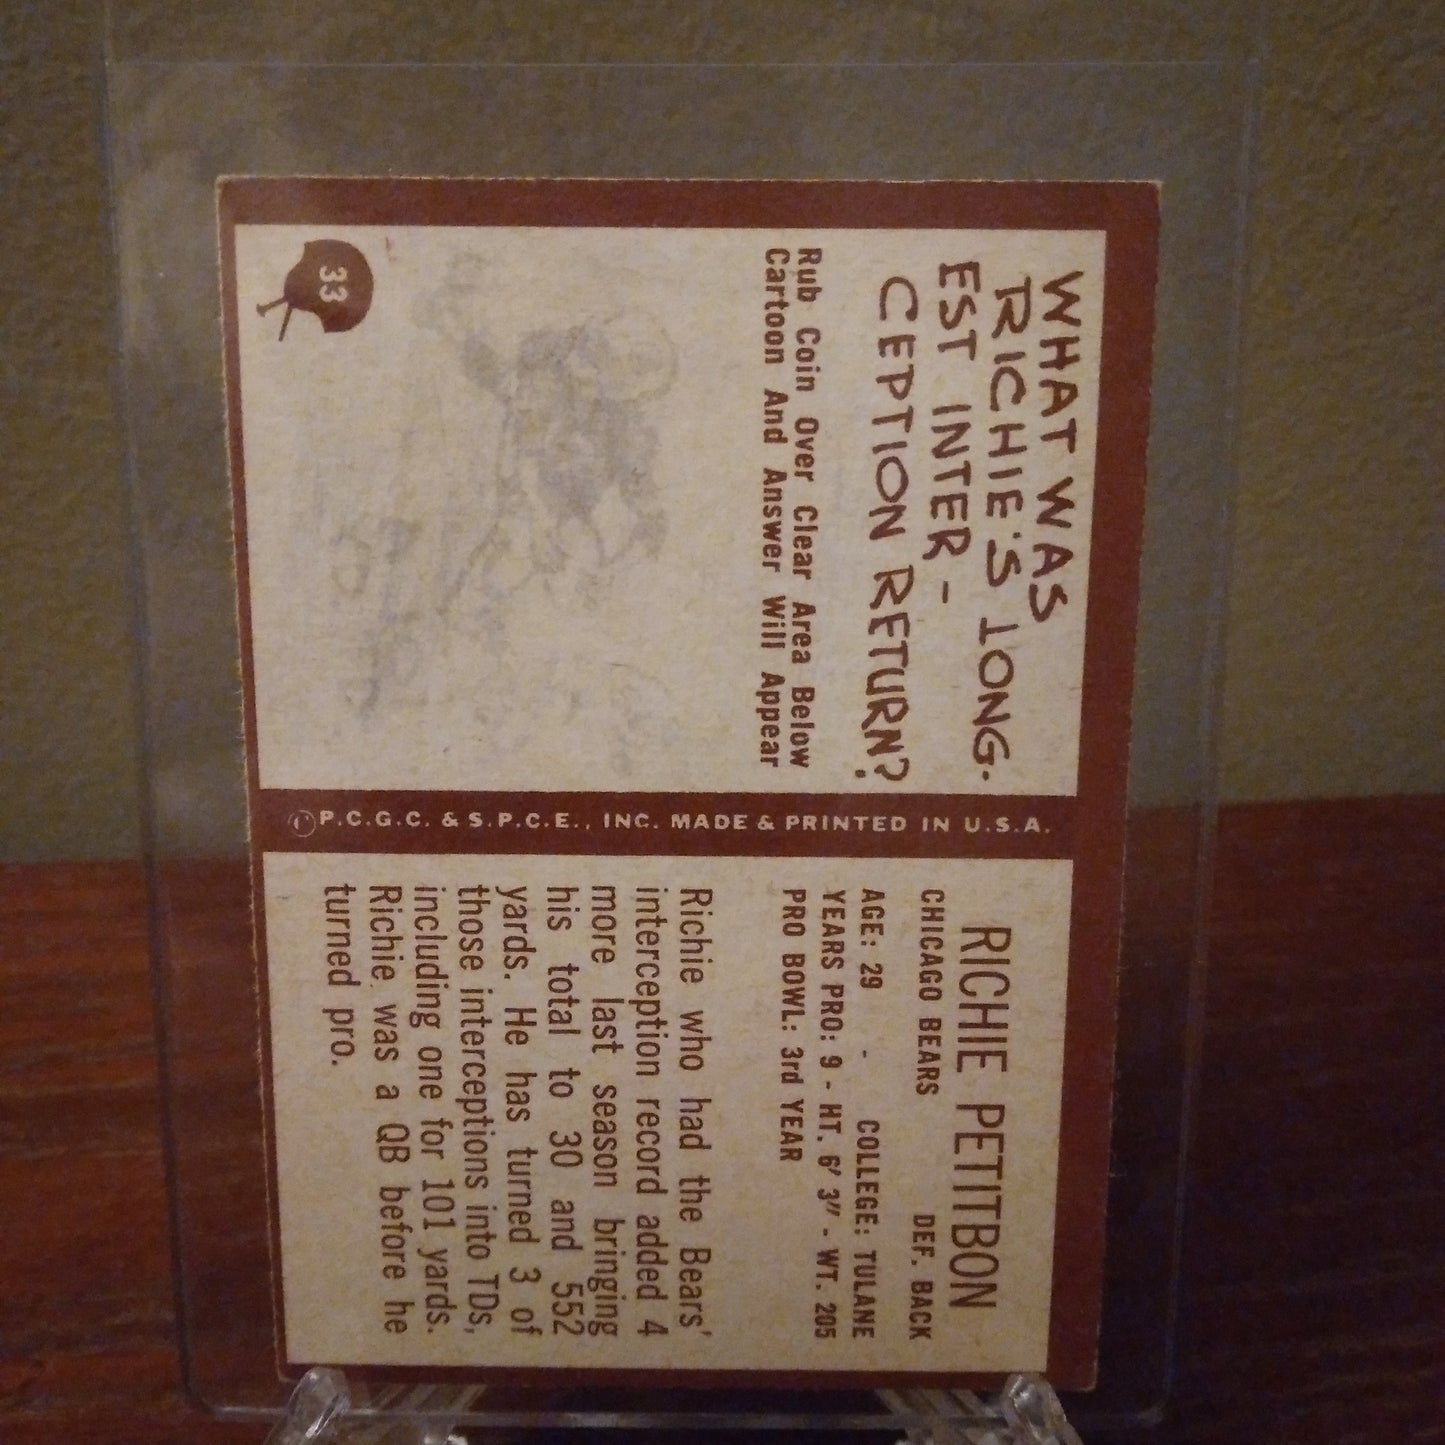 WHAT WAS
RICHIE'S LONG-
EST INTER-
CEPTION RETURN?
Rub Coin Over Clear Area Below
Cartoon And Answer Will Appear
33
© P.C.G.C. & S.P.C.E., INC. MADE & PRINTED IN U.S.A.
RICHIE PETITBON
CHICAGO BEARS DEF. BACK
AGE: 29 - COLLEGE: TULANE
YEARS PRO: 9 - HT. 6' 3" - WT. 205
PRO BOWL: 3rd YEAR
Richie who had the Bears'
interception record added 4
more last season bringing
his total to 30 and 552
yards. He has turned 3 of
those interceptions into TDs,
including one for 101 yards.
Richie was a QB before he
turned pro.